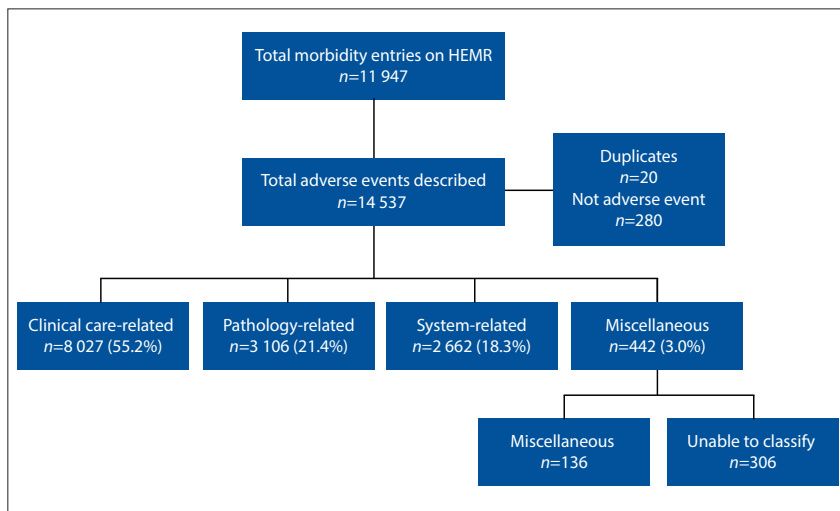 Total morbidity entries on HEMR
n=11 947
Total adverse events described
n=14 537
Duplicates
n=20
Not adverse event
n=280
Clinical care-related
n=8 027 (55.2%)
Pathology-related
n=3 106 (21.4%)
System-related
n=2 662 (18.3%)
Miscellaneous
n=442 (3.0%)
Miscellaneous
n=136
Unable to classify
n=306